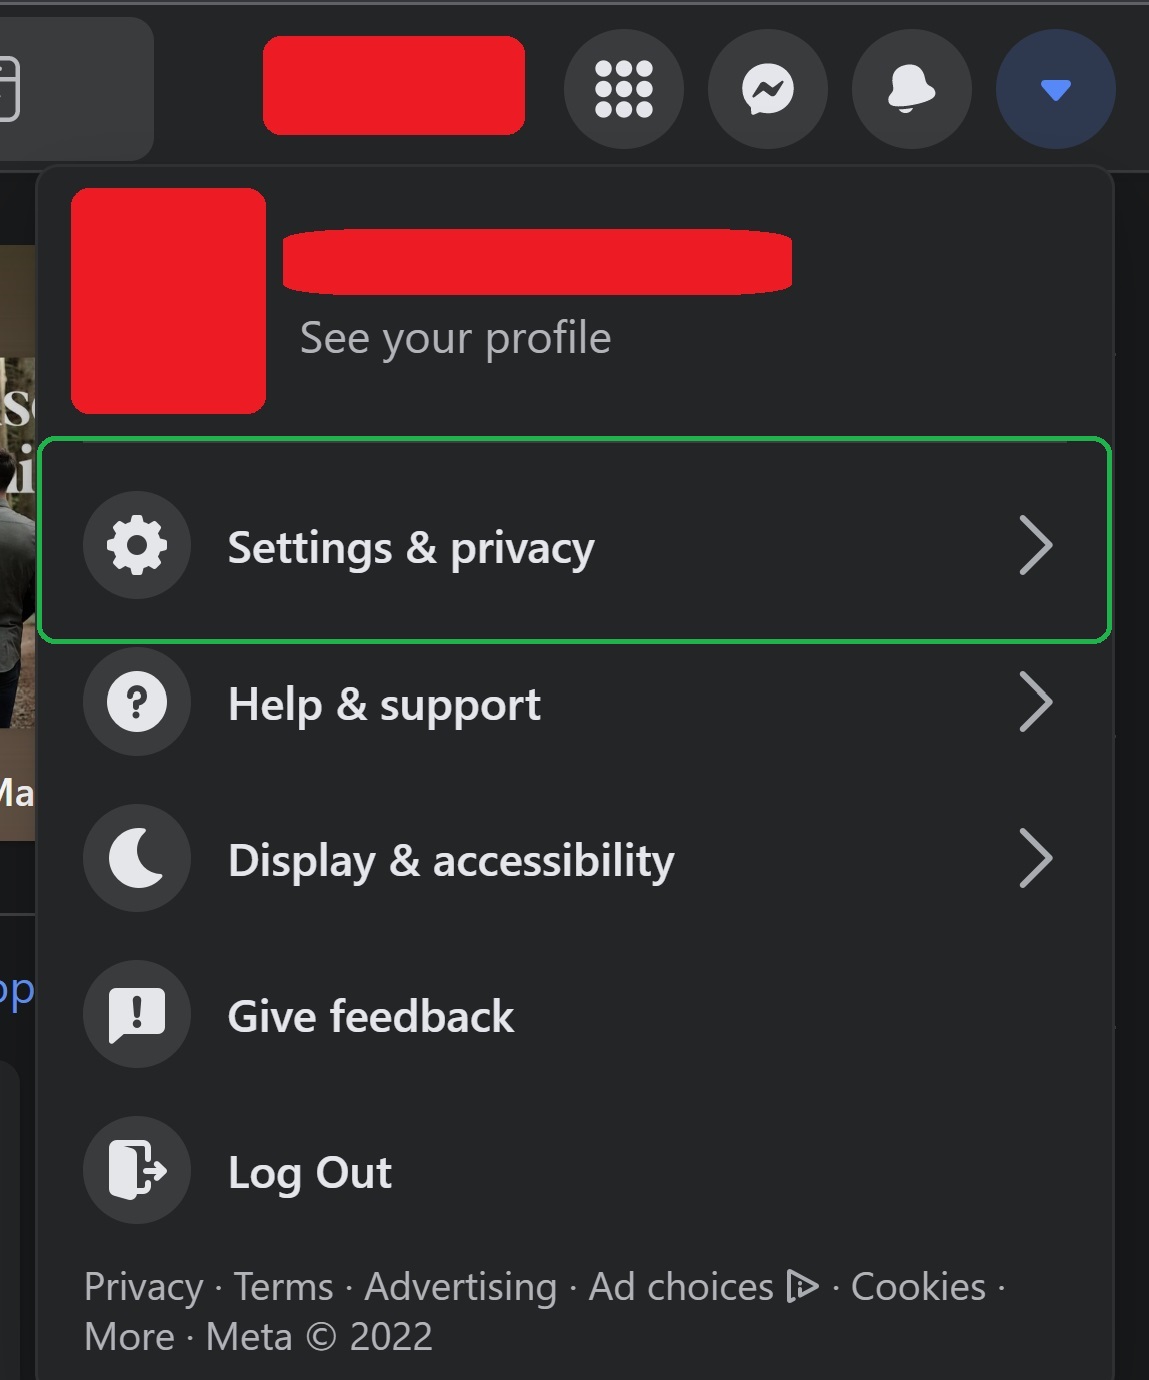 See your profile
Settings & privacy
Help & support
Display & accessibility
Give feedback
Log Out
Privacy · Terms · Advertising · Ad choices · Cookies ·
More · Meta © 2022